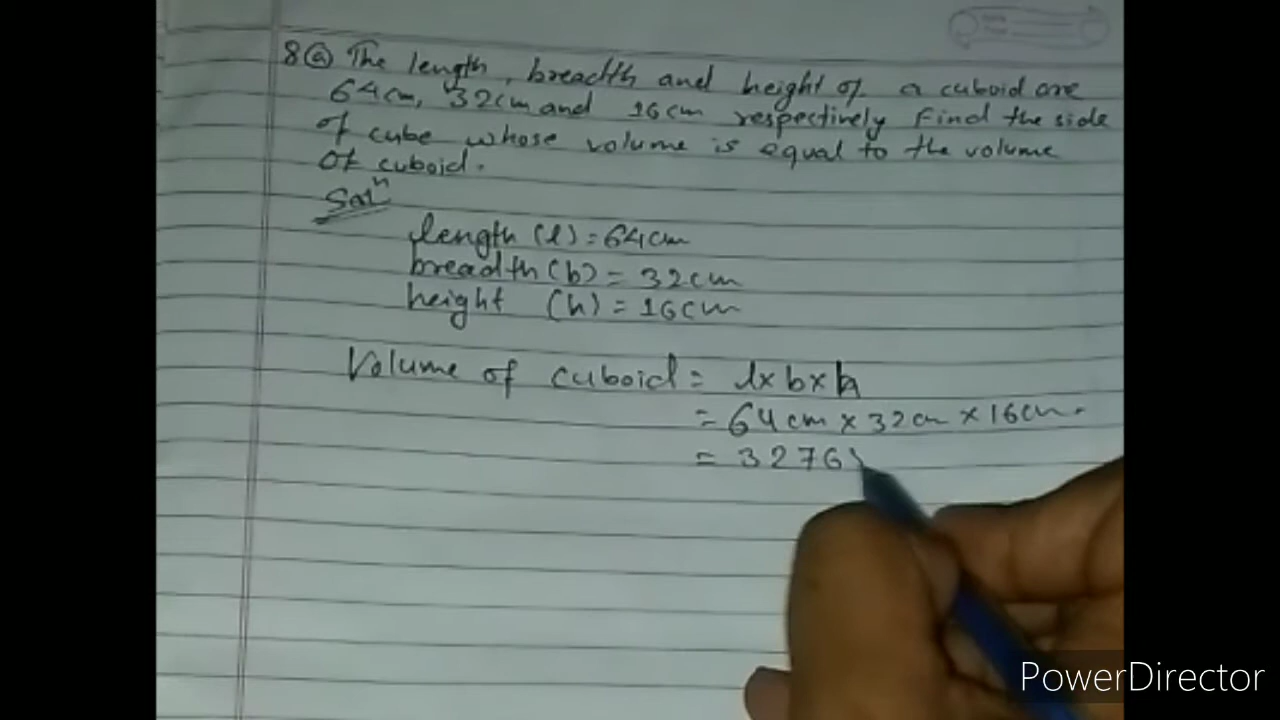 8 (a) The length, breadth and height of a cuboid are
64cm, 32cm and 16cm respectively find the side
of cube whose volume is equal to the volume
of cuboid.
Solⁿ
length (l) = 64cm
breadth (b) = 32cm
height (h) = 16cm
Volume of cuboid = l × b × h
= 64cm × 32cm × 16cm.
= 3276
PowerDirector